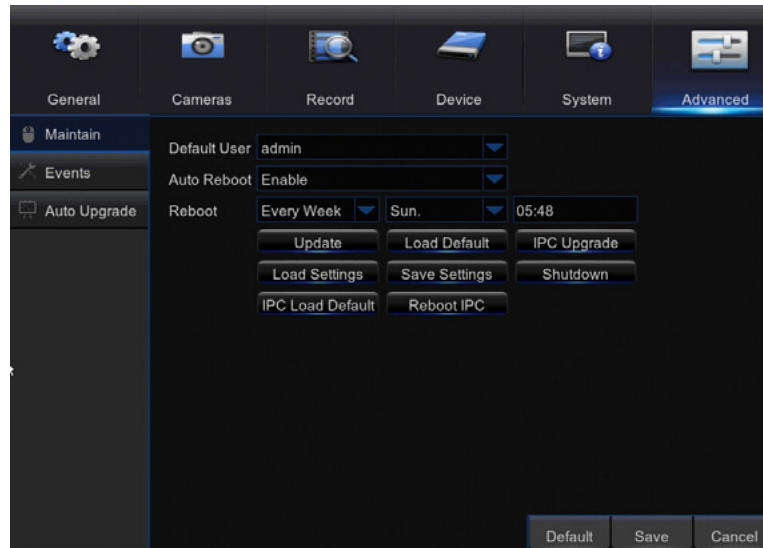 General Cameras Record Device System Advanced
Maintain
Events
Auto Upgrade
Default User admin
Auto Reboot Enable
Reboot Every Week Sun. 05:48
Update Load Default IPC Upgrade
Load Settings Save Settings Shutdown
IPC Load Default Reboot IPC
Default Save Cancel